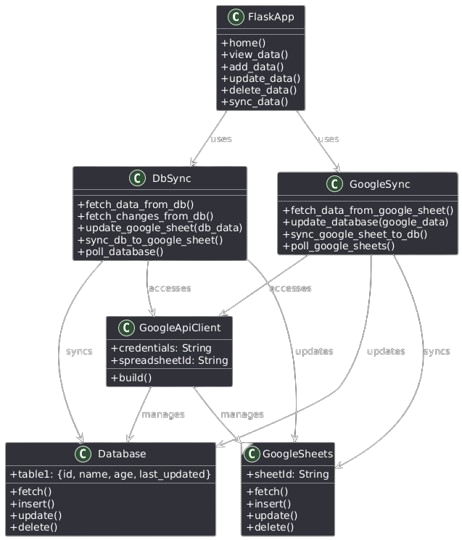 C FlaskApp
+home()
+view_data()
+add_data()
+update_data()
+delete_data()
+sync_data()
uses
uses
C DbSync
+fetch_data_from_db()
+fetch_changes_from_db()
+update_google_sheet(db_data)
+sync_db_to_google_sheet()
+poll_database()
C GoogleSync
+fetch_data_from_google_sheet()
+update_database(google_data)
+sync_google_sheet_to_db()
+poll_google_sheets()
accesses
accesses
C GoogleApiClient
+credentials: String
+spreadsheetId: String
+build()
syncs
updates
updates
syncs
manages
manages
C Database
+table1: {id, name, age, last_updated}
+fetch()
+insert()
+update()
+delete()
C GoogleSheets
+sheetId: String
+fetch()
+insert()
+update()
+delete()